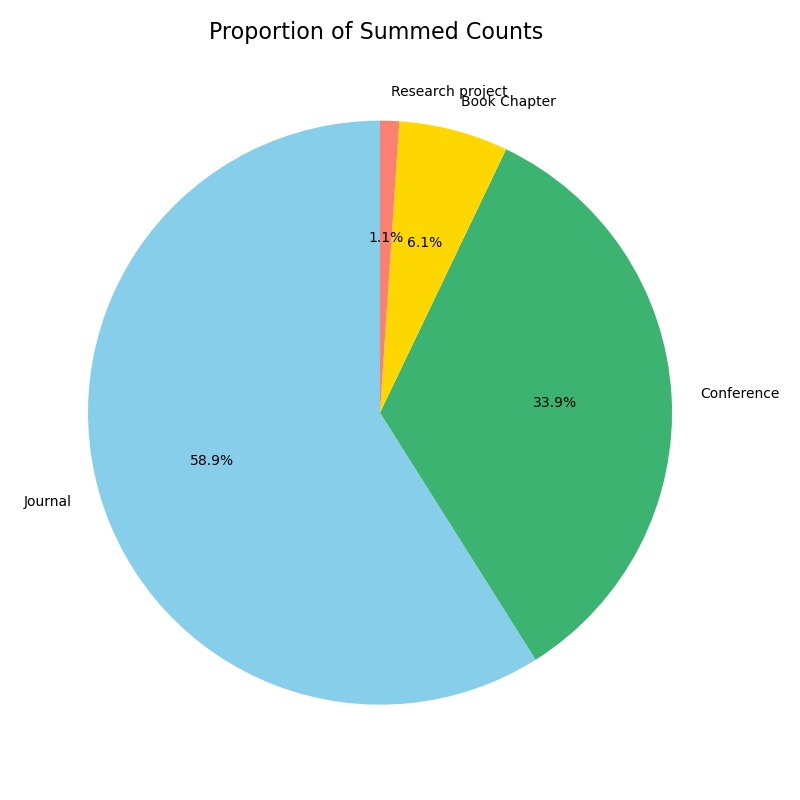 Proportion of Summed Counts
Research project
Book Chapter
1.1%
6.1%
Conference
33.9%
58.9%
Journal